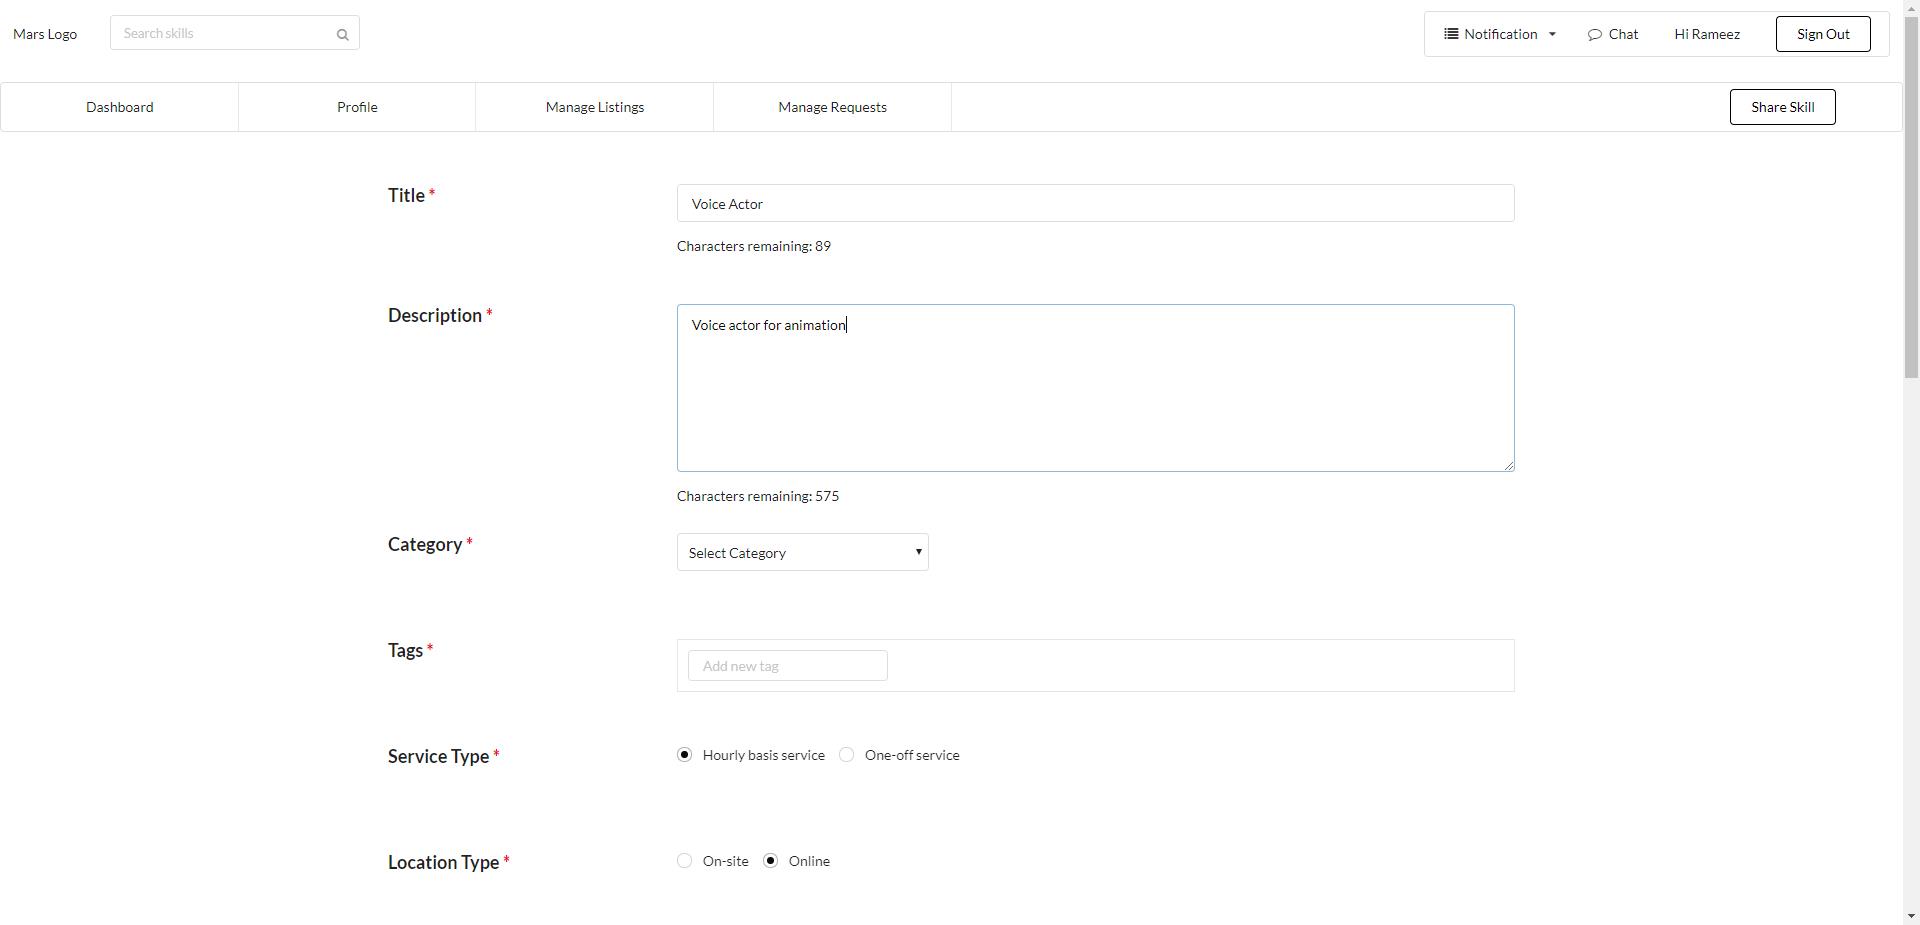 Mars Logo Search skills Notification Chat Hi Rameez Sign Out
Dashboard Profile Manage Listings Manage Requests Share Skill
Title * Voice Actor
Characters remaining: 89
Description * Voice actor for animation
Characters remaining: 575
Category * Select Category
Tags * Add new tag
Service Type * Hourly basis service One-off service
Location Type * On-site Online